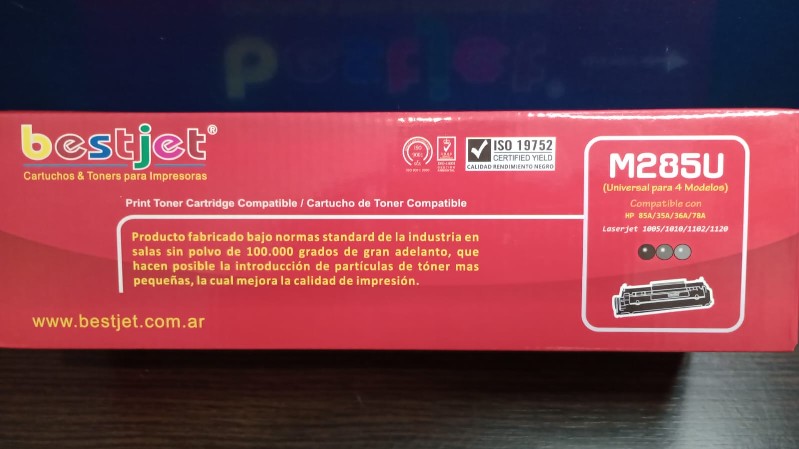 bestjet®
Cartuchos & Toners para Impresoras
ISO 19752
CERTIFIED YIELD
CALIDAD RENDIMIENTO NEGRO
Print Toner Cartridge Compatible / Cartucho de Toner Compatible
Producto fabricado bajo normas standard de la industria en
salas sin polvo de 100.000 grados de gran adelanto, que
hacen posible la introducción de partículas de tóner mas
pequeñas, la cual mejora la calidad de impresión.
www.bestjet.com.ar
M285U
(Universal para 4 Modelos)
Compatible con
HP 85A/35A/36A/78A
Laserjet 1005/1010/1102/1120